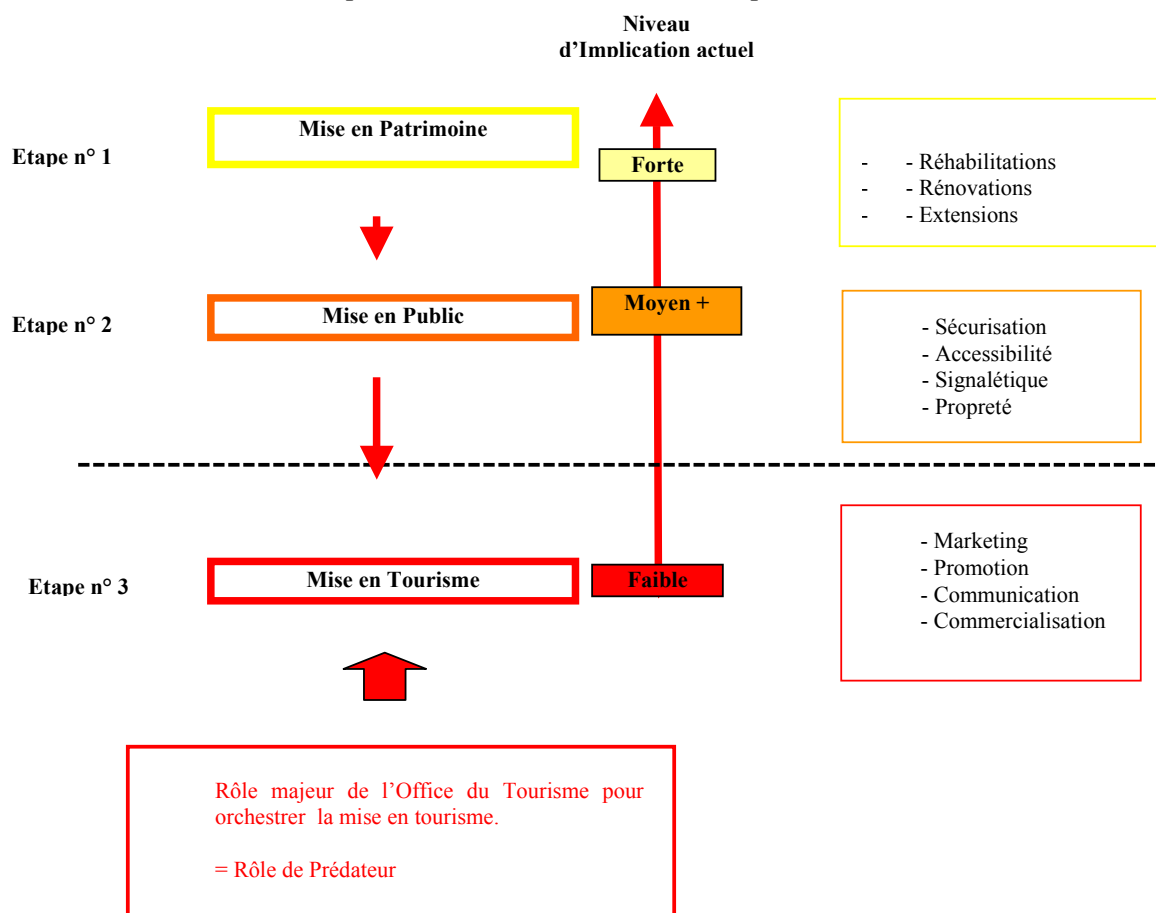 Niveau
d'Implication actuel
Mise en Patrimoine
Etape n° 1
Forte
- - Réhabilitations
- - Rénovations
- - Extensions
Mise en Public
Moyen +
Etape n° 2
- Sécurisation
- Accessibilité
- Signalétique
- Propreté
Mise en Tourisme
Faible
Etape n° 3
- Marketing
- Promotion
- Communication
- Commercialisation
Rôle majeur de l'Office du Tourisme pour
orchestrer la mise en tourisme.
= Rôle de Prédateur